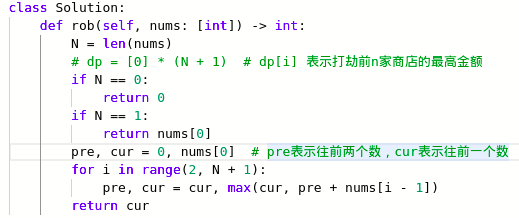 class Solution:
    def rob(self, nums: [int]) -> int:
        N = len(nums)
        # dp = [0] * (N + 1)  # dp[i] 表示打劫前n家商店的最高金额
        if N == 0:
            return 0
        if N == 1:
            return nums[0]
        pre, cur = 0, nums[0]  # pre表示往前两个数，cur表示往前一个数
        for i in range(2, N + 1):
            pre, cur = cur, max(cur, pre + nums[i - 1])
        return cur